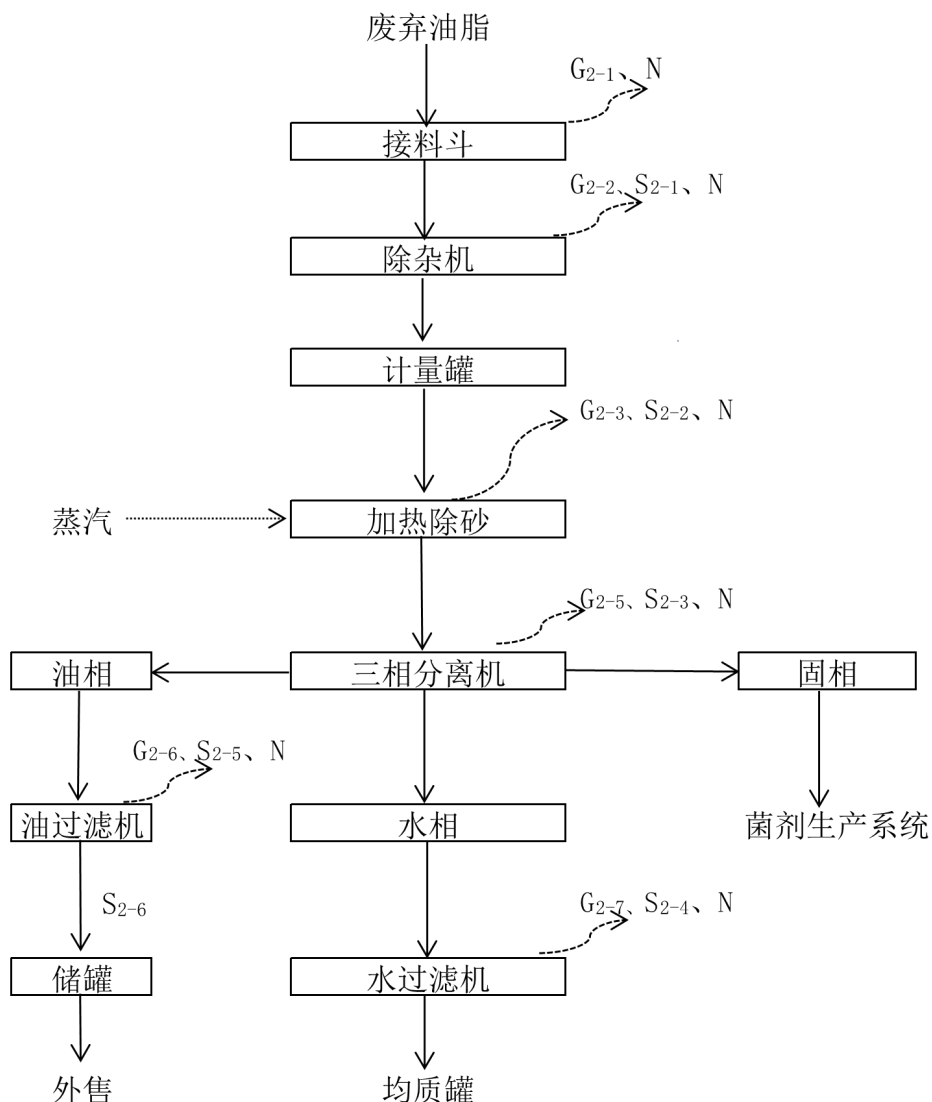 废弃油脂
G2-1、N
接料斗
G2-2、S2-1、N
除杂机
计量罐
G2-3、S2-2、N
蒸汽
加热除砂
G2-5、S2-3、N
油相
三相分离机
固相
G2-6、S2-5、N
油过滤机
水相
菌剂生产系统
S2-6
G2-7、S2-4、N
储罐
水过滤机
外售
均质罐